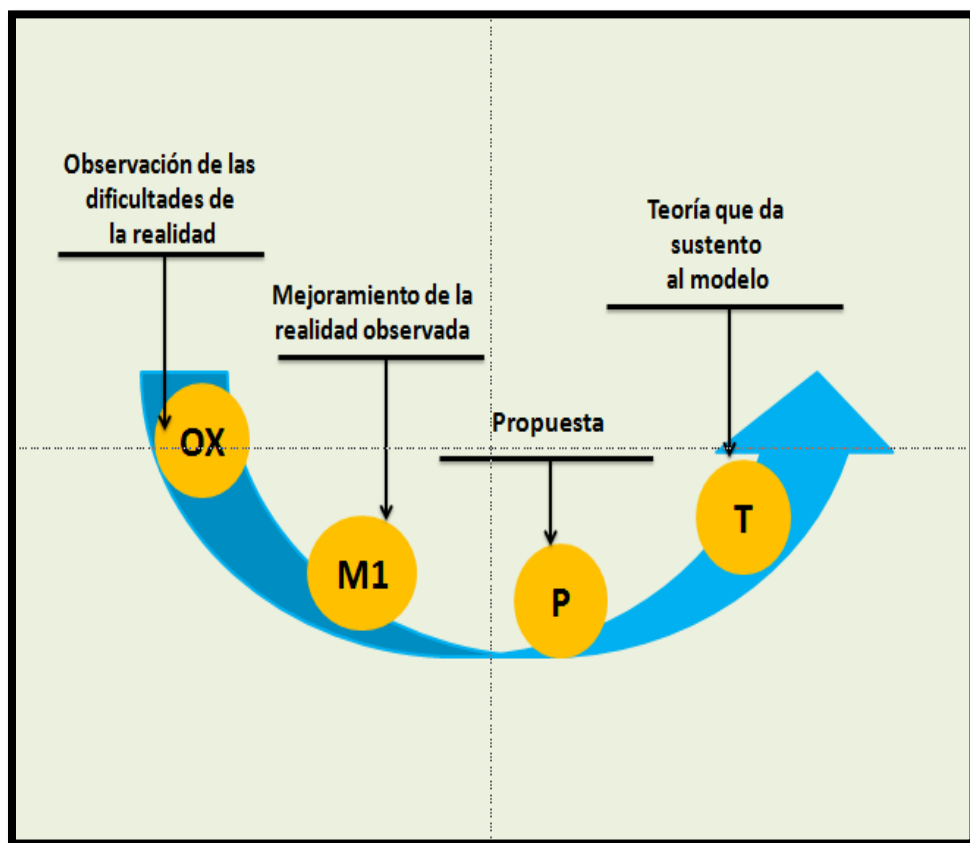 Observación de las
dificultades de
la realidad
OX
Mejoramiento de la
realidad observada
M1
Propuesta
P
Teoría que da
sustento
al modelo
T